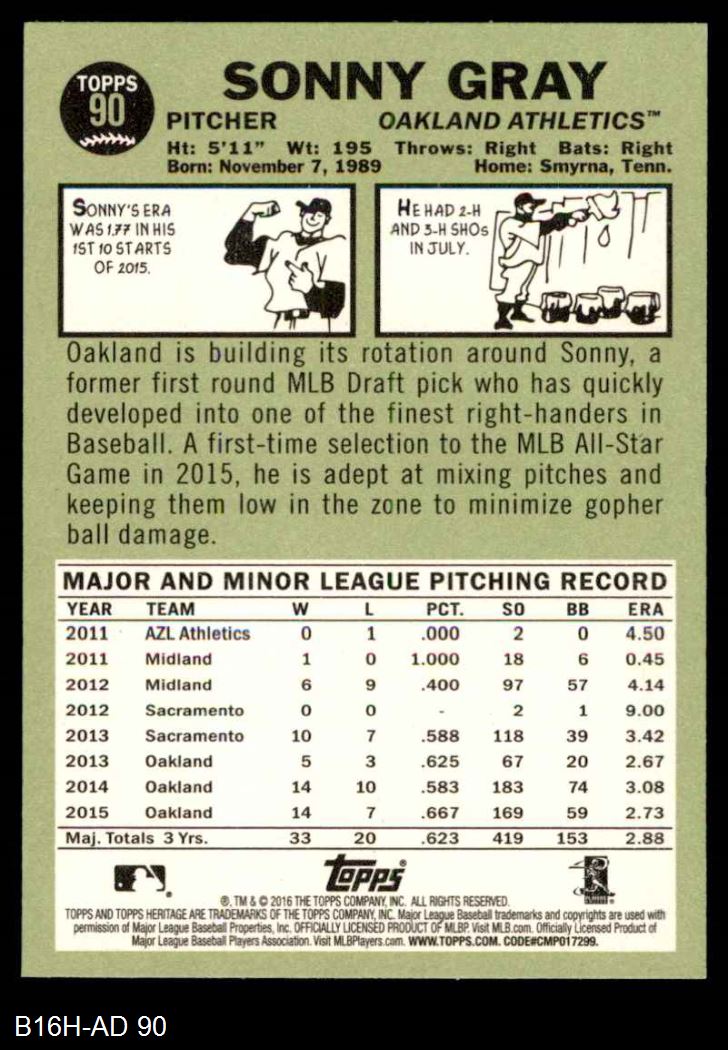 TOPPS
90
SONNY GRAY
PITCHER OAKLAND ATHLETICS™
Ht: 5'11" Wt: 195 Throws: Right Bats: Right
Born: November 7, 1989 Home: Smyrna, Tenn.
SONNY'S ERA
WAS 1.77 IN HIS
1ST 10 STARTS
OF 2015.
HE HAD 2-H
AND 3-H SHOs
IN JULY.
Oakland is building its rotation around Sonny, a
former first round MLB Draft pick who has quickly
developed into one of the finest right-handers in
Baseball. A first-time selection to the MLB All-Star
Game in 2015, he is adept at mixing pitches and
keeping them low in the zone to minimize gopher
ball damage.
MAJOR AND MINOR LEAGUE PITCHING RECORD
YEAR TEAM W L PCT. SO BB ERA
2011 AZL Athletics 0 1 .000 2 0 4.50
2011 Midland 1 0 1.000 18 6 0.45
2012 Midland 6 9 .400 97 57 4.14
2012 Sacramento 0 0 - 2 1 9.00
2013 Sacramento 10 7 .588 118 39 3.42
2013 Oakland 5 3 .625 67 20 2.67
2014 Oakland 14 10 .583 183 74 3.08
2015 Oakland 14 7 .667 169 59 2.73
Maj. Totals 3 Yrs. 33 20 .623 419 153 2.88
Topps®
®, TM & © 2016 THE TOPPS COMPANY, INC. ALL RIGHTS RESERVED.
TOPPS AND TOPPS HERITAGE ARE TRADEMARKS OF THE TOPPS COMPANY, INC. Major League Baseball trademarks and copyrights are used with
permission of Major League Baseball Properties, Inc. OFFICIALLY LICENSED PRODUCT OF MLBP. Visit MLB.com. Officially Licensed Product of
Major League Baseball Players Association. Visit MLBPlayers.com. WWW.TOPPS.COM. CODE#CMP017299.
B16H-AD 90